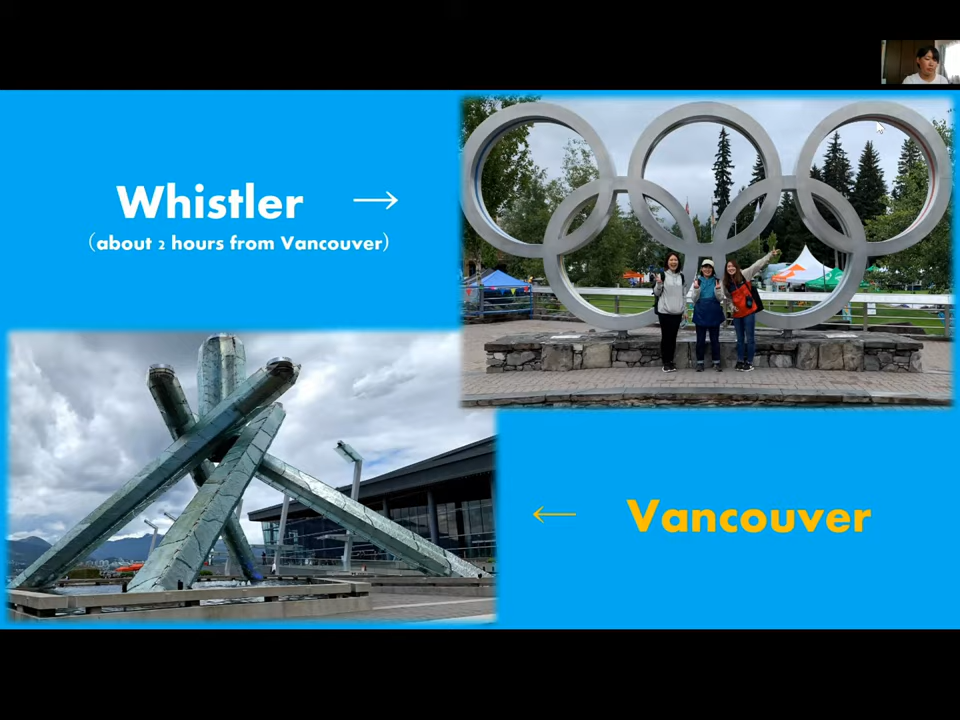 Whistler →
（about 2 hours from Vancouver）
← Vancouver